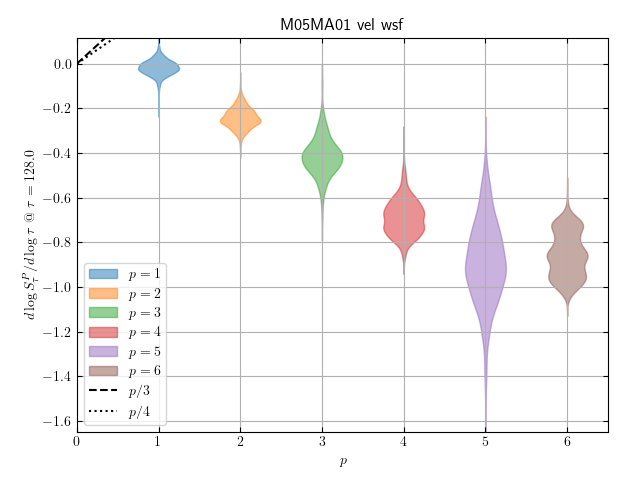 M05MA01 vel wsf
d log S_τ^P / d log τ @ τ = 128.0
0.0
−0.2
−0.4
−0.6
−0.8
−1.0
−1.2
−1.4
−1.6
p = 1
p = 2
p = 3
p = 4
p = 5
p = 6
p/3
p/4
0 1 2 3 4 5 6
p